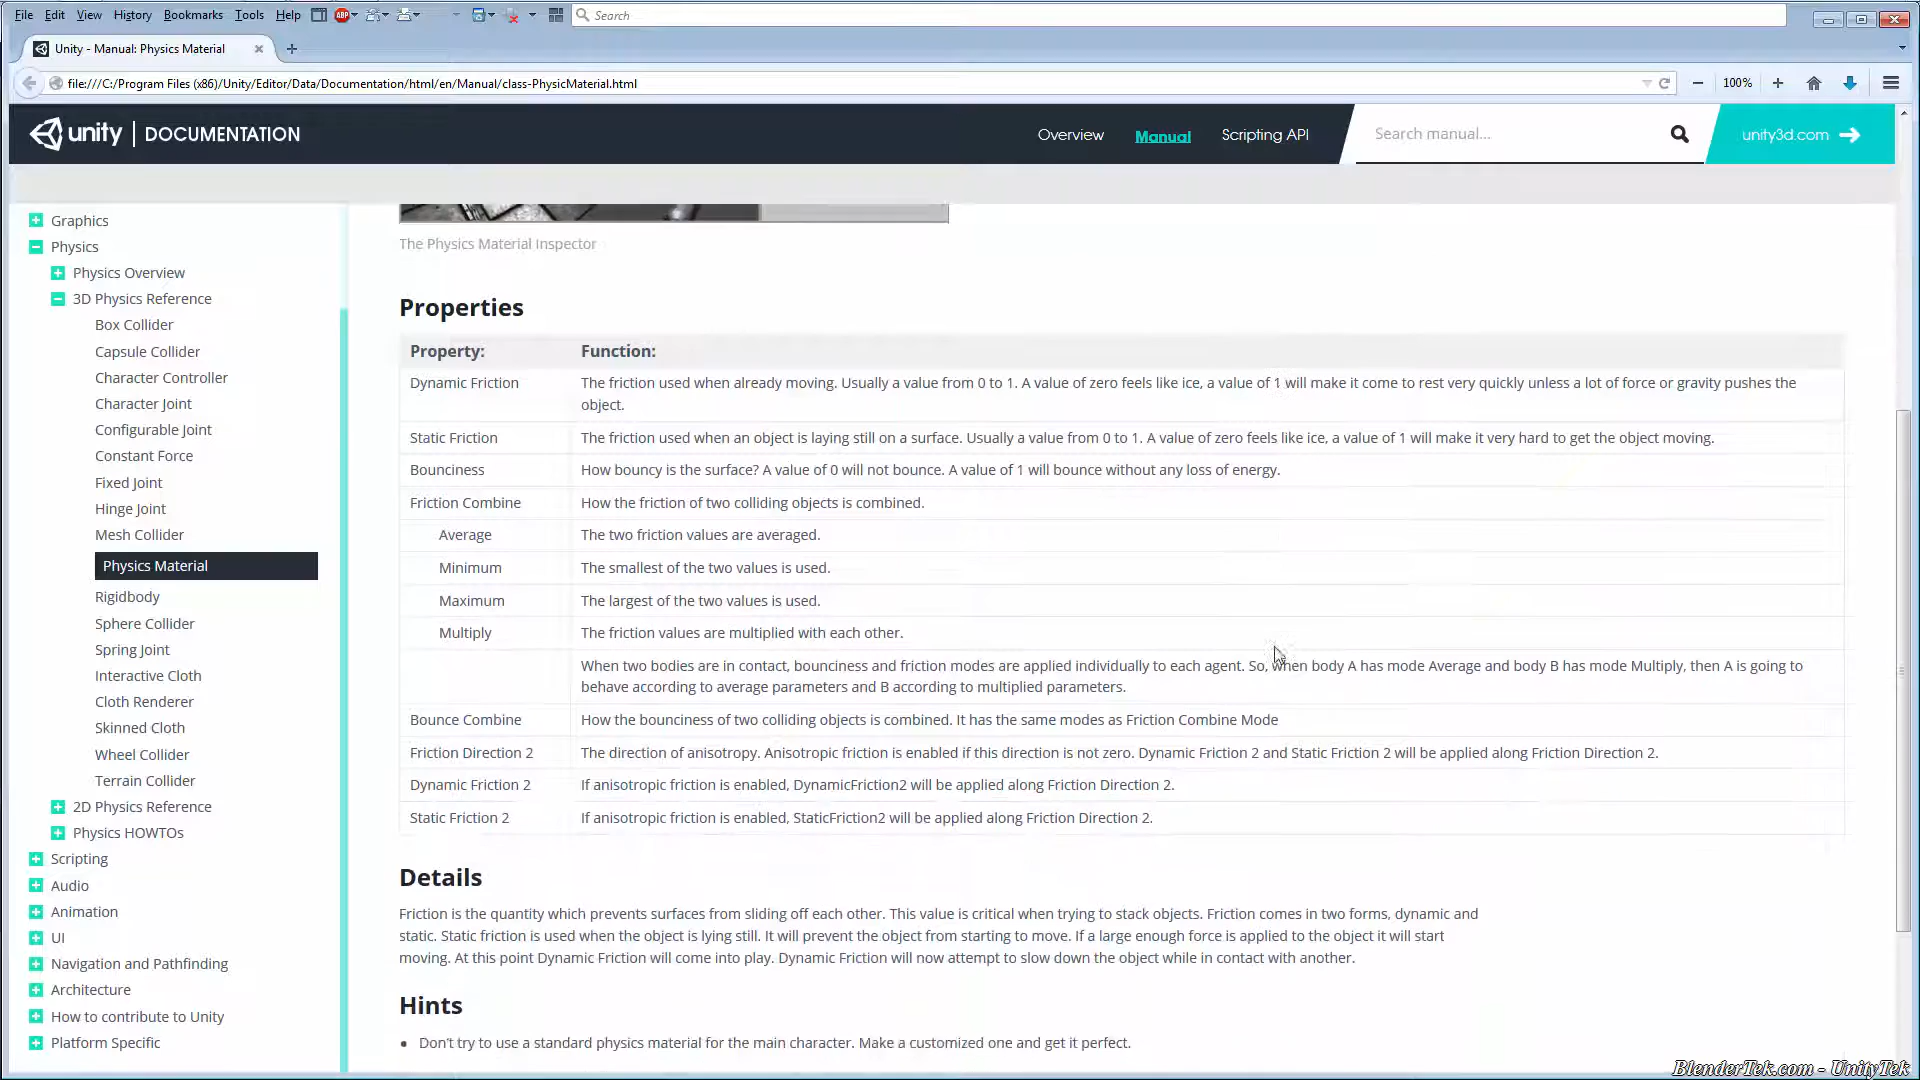 File Edit View History Bookmarks Tools Help ABP Search
Unity - Manual: Physics Material
file:///C:/Program Files (x86)/Unity/Editor/Data/Documentation/html/en/Manual/class-PhysicMaterial.html 100%
unity | DOCUMENTATION Overview Manual Scripting API Search manual... unity3d.com
Graphics
Physics
Physics Overview
3D Physics Reference
Box Collider
Capsule Collider
Character Controller
Character Joint
Configurable Joint
Constant Force
Fixed Joint
Hinge Joint
Mesh Collider
Physics Material
Rigidbody
Sphere Collider
Spring Joint
Interactive Cloth
Cloth Renderer
Skinned Cloth
Wheel Collider
Terrain Collider
2D Physics Reference
Physics HOWTOs
Scripting
Audio
Animation
UI
Navigation and Pathfinding
Architecture
How to contribute to Unity
Platform Specific
The Physics Material Inspector
Properties
Property: Function:
Dynamic Friction The friction used when already moving. Usually a value from 0 to 1. A value of zero feels like ice, a value of 1 will make it come to rest very quickly unless a lot of force or gravity pushes the
object.
Static Friction The friction used when an object is laying still on a surface. Usually a value from 0 to 1. A value of zero feels like ice, a value of 1 will make it very hard to get the object moving.
Bounciness How bouncy is the surface? A value of 0 will not bounce. A value of 1 will bounce without any loss of energy.
Friction Combine How the friction of two colliding objects is combined.
Average The two friction values are averaged.
Minimum The smallest of the two values is used.
Maximum The largest of the two values is used.
Multiply The friction values are multiplied with each other.
When two bodies are in contact, bounciness and friction modes are applied individually to each agent. So, when body A has mode Average and body B has mode Multiply, then A is going to
behave according to average parameters and B according to multiplied parameters.
Bounce Combine How the bounciness of two colliding objects is combined. It has the same modes as Friction Combine Mode
Friction Direction 2 The direction of anisotropy. Anisotropic friction is enabled if this direction is not zero. Dynamic Friction 2 and Static Friction 2 will be applied along Friction Direction 2.
Dynamic Friction 2 If anisotropic friction is enabled, DynamicFriction2 will be applied along Friction Direction 2.
Static Friction 2 If anisotropic friction is enabled, StaticFriction2 will be applied along Friction Direction 2.
Details
Friction is the quantity which prevents surfaces from sliding off each other. This value is critical when trying to stack objects. Friction comes in two forms, dynamic and
static. Static friction is used when the object is lying still. It will prevent the object from starting to move. If a large enough force is applied to the object it will start
moving. At this point Dynamic Friction will come into play. Dynamic Friction will now attempt to slow down the object while in contact with another.
Hints
• Don't try to use a standard physics material for the main character. Make a customized one and get it perfect.
BlenderTek.com - UnityTek